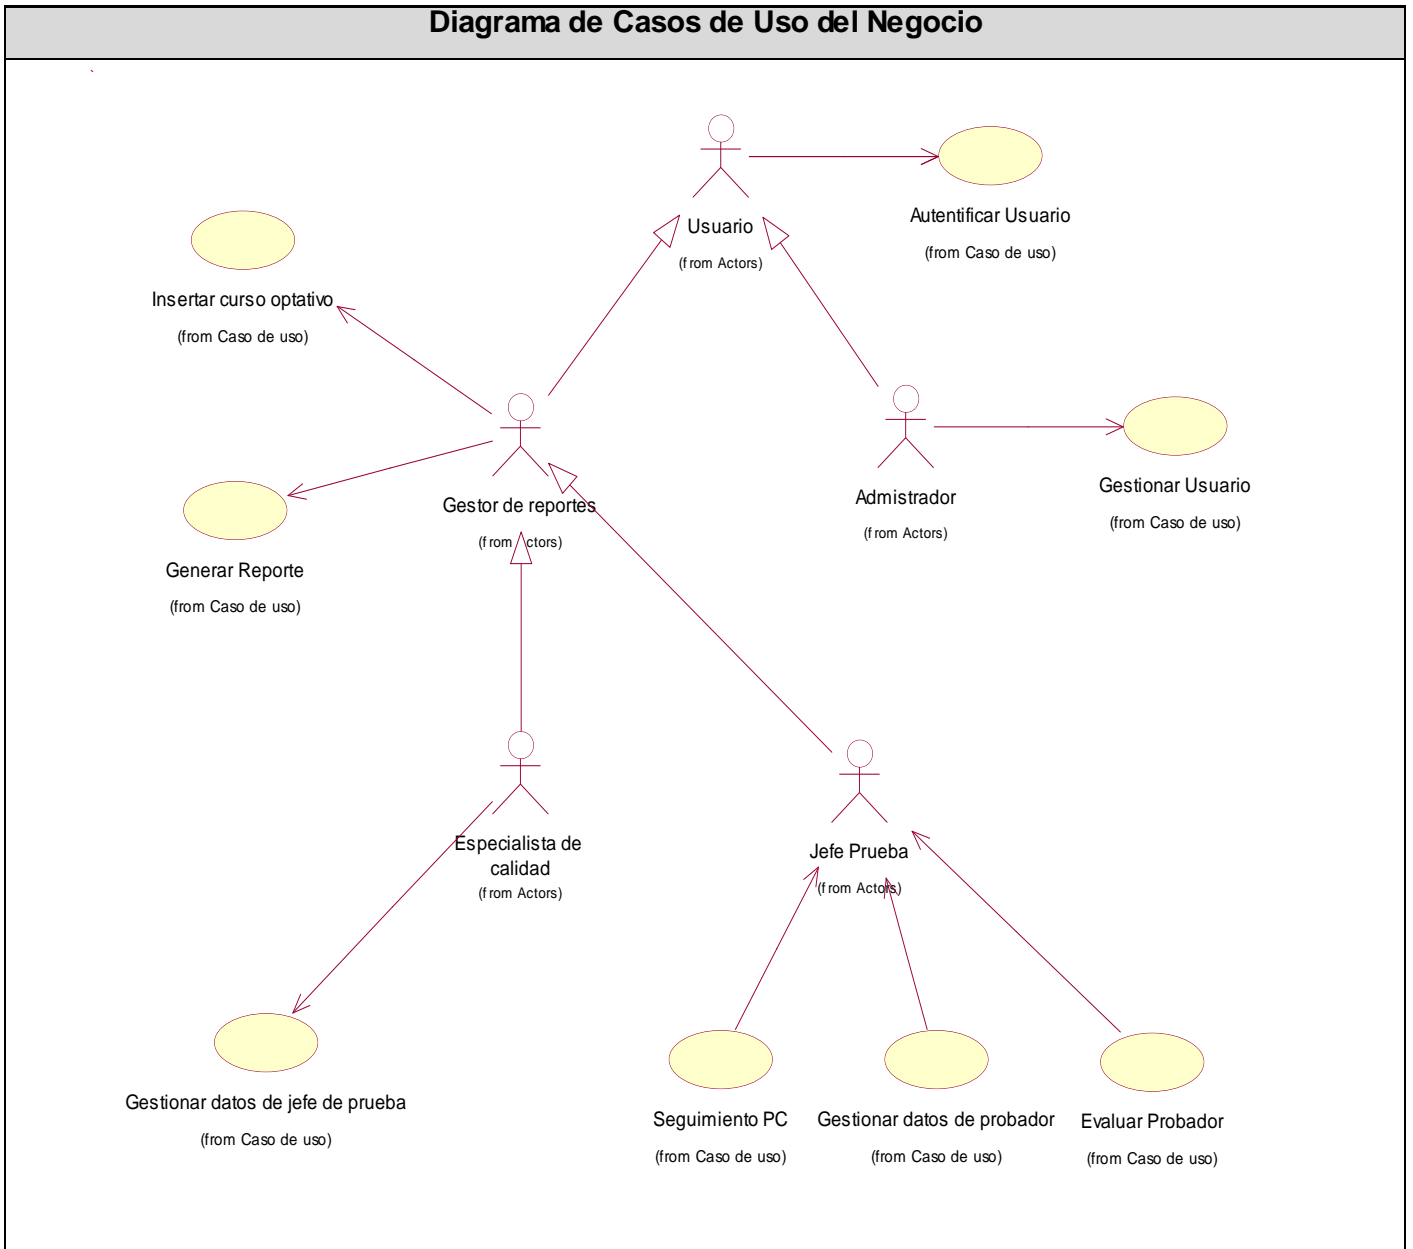 Diagrama de Casos de Uso del Negocio
Usuario
(from Actors)
Autentificar Usuario
(from Caso de uso)
Insertar curso optativo
(from Caso de uso)
Gestor de reportes
(from Actors)
Admistrador
(from Actors)
Gestionar Usuario
(from Caso de uso)
Generar Reporte
(from Caso de uso)
Especialista de
calidad
(from Actors)
Jefe Prueba
(from Actors)
Gestionar datos de jefe de prueba
(from Caso de uso)
Seguimiento PC
(from Caso de uso)
Gestionar datos de probador
(from Caso de uso)
Evaluar Probador
(from Caso de uso)